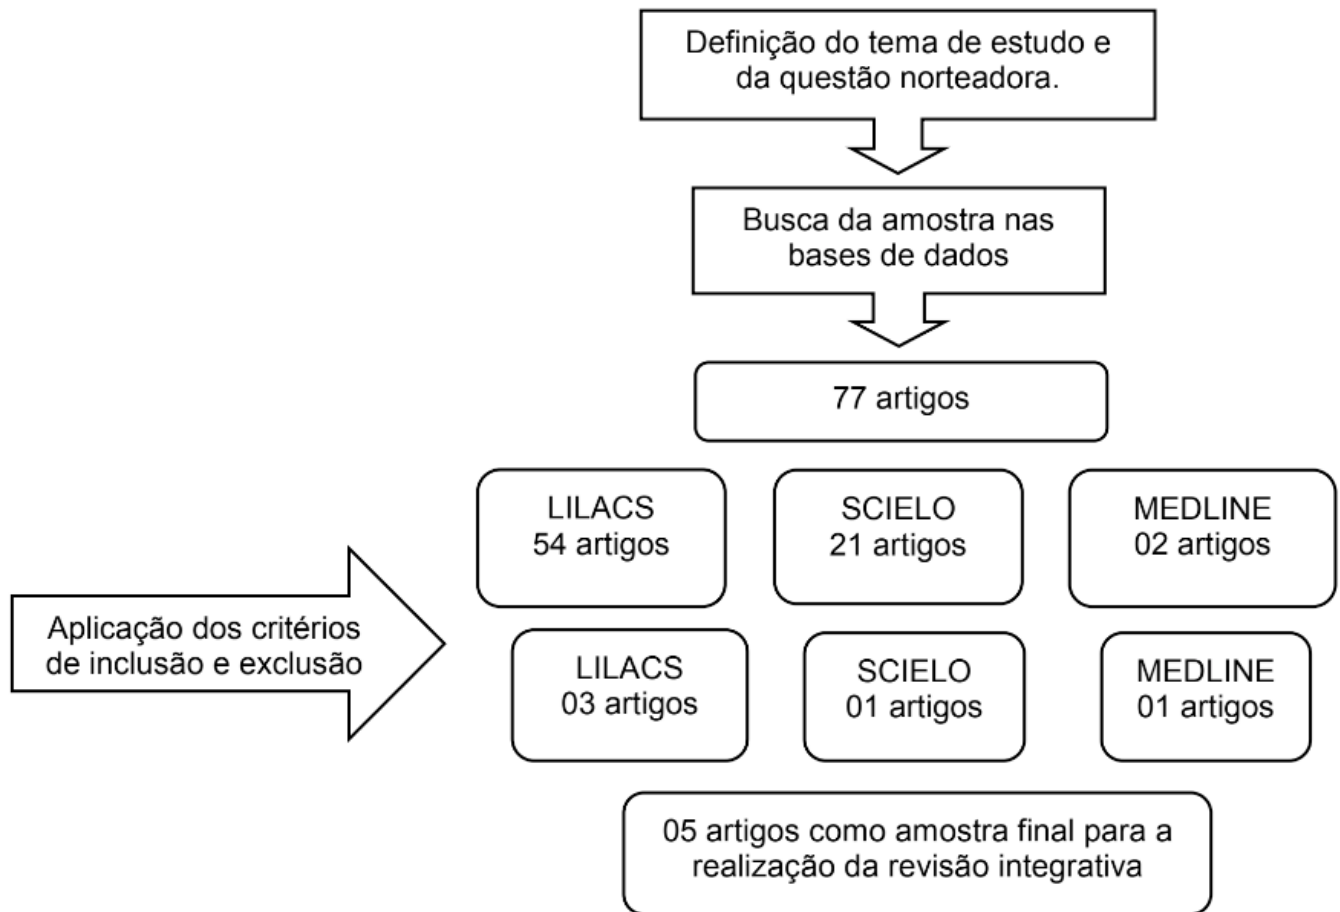 Definição do tema de estudo e
da questão norteadora.
Busca da amostra nas
bases de dados
77 artigos
LILACS
54 artigos
SCIELO
21 artigos
MEDLINE
02 artigos
Aplicação dos critérios
de inclusão e exclusão
LILACS
03 artigos
SCIELO
01 artigos
MEDLINE
01 artigos
05 artigos como amostra final para a
realização da revisão integrativa